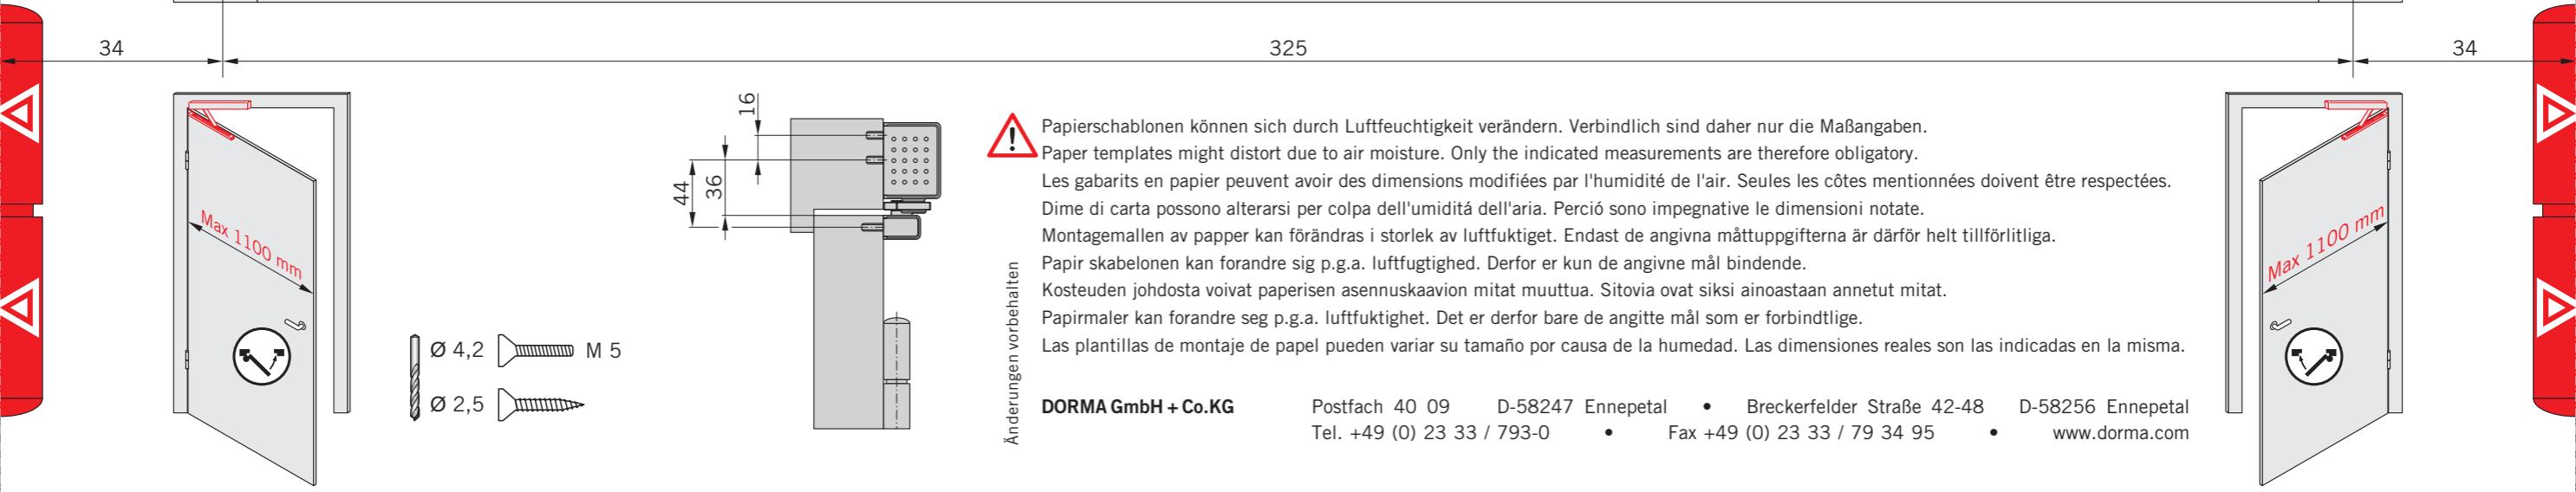 34 325 34
16
44
36
Max 1100 mm
Ø 4,2 M 5
Ø 2,5
Änderungen vorbehalten
Papierschablonen können sich durch Luftfeuchtigkeit verändern. Verbindlich sind daher nur die Maßangaben.
Paper templates might distort due to air moisture. Only the indicated measurements are therefore obligatory.
Les gabarits en papier peuvent avoir des dimensions modifiées par l'humidité de l'air. Seules les côtes mentionnées doivent être respectées.
Dime di carta possono alterarsi per colpa dell'umiditá dell'aria. Perció sono impegnative le dimensioni notate.
Montagemallen av papper kan förändras i storlek av luftfuktiget. Endast de angivna måttuppgifterna är därför helt tillförlitliga.
Papir skabelonen kan forandre sig p.g.a. luftfugtighed. Derfor er kun de angivne mål bindende.
Kosteuden johdosta voivat paperisen asennuskaavion mitat muuttua. Sitovia ovat siksi ainoastaan annetut mitat.
Papirmaler kan forandre seg p.g.a. luftfuktighet. Det er derfor bare de angitte mål som er forbindtlige.
Las plantillas de montaje de papel pueden variar su tamaño por causa de la humedad. Las dimensiones reales son las indicadas en la misma.
DORMA GmbH + Co.KG Postfach 40 09 D-58247 Ennepetal • Breckerfelder Straße 42-48 D-58256 Ennepetal
Tel. +49 (0) 23 33 / 793-0 • Fax +49 (0) 23 33 / 79 34 95 • www.dorma.com
Max 1100 mm